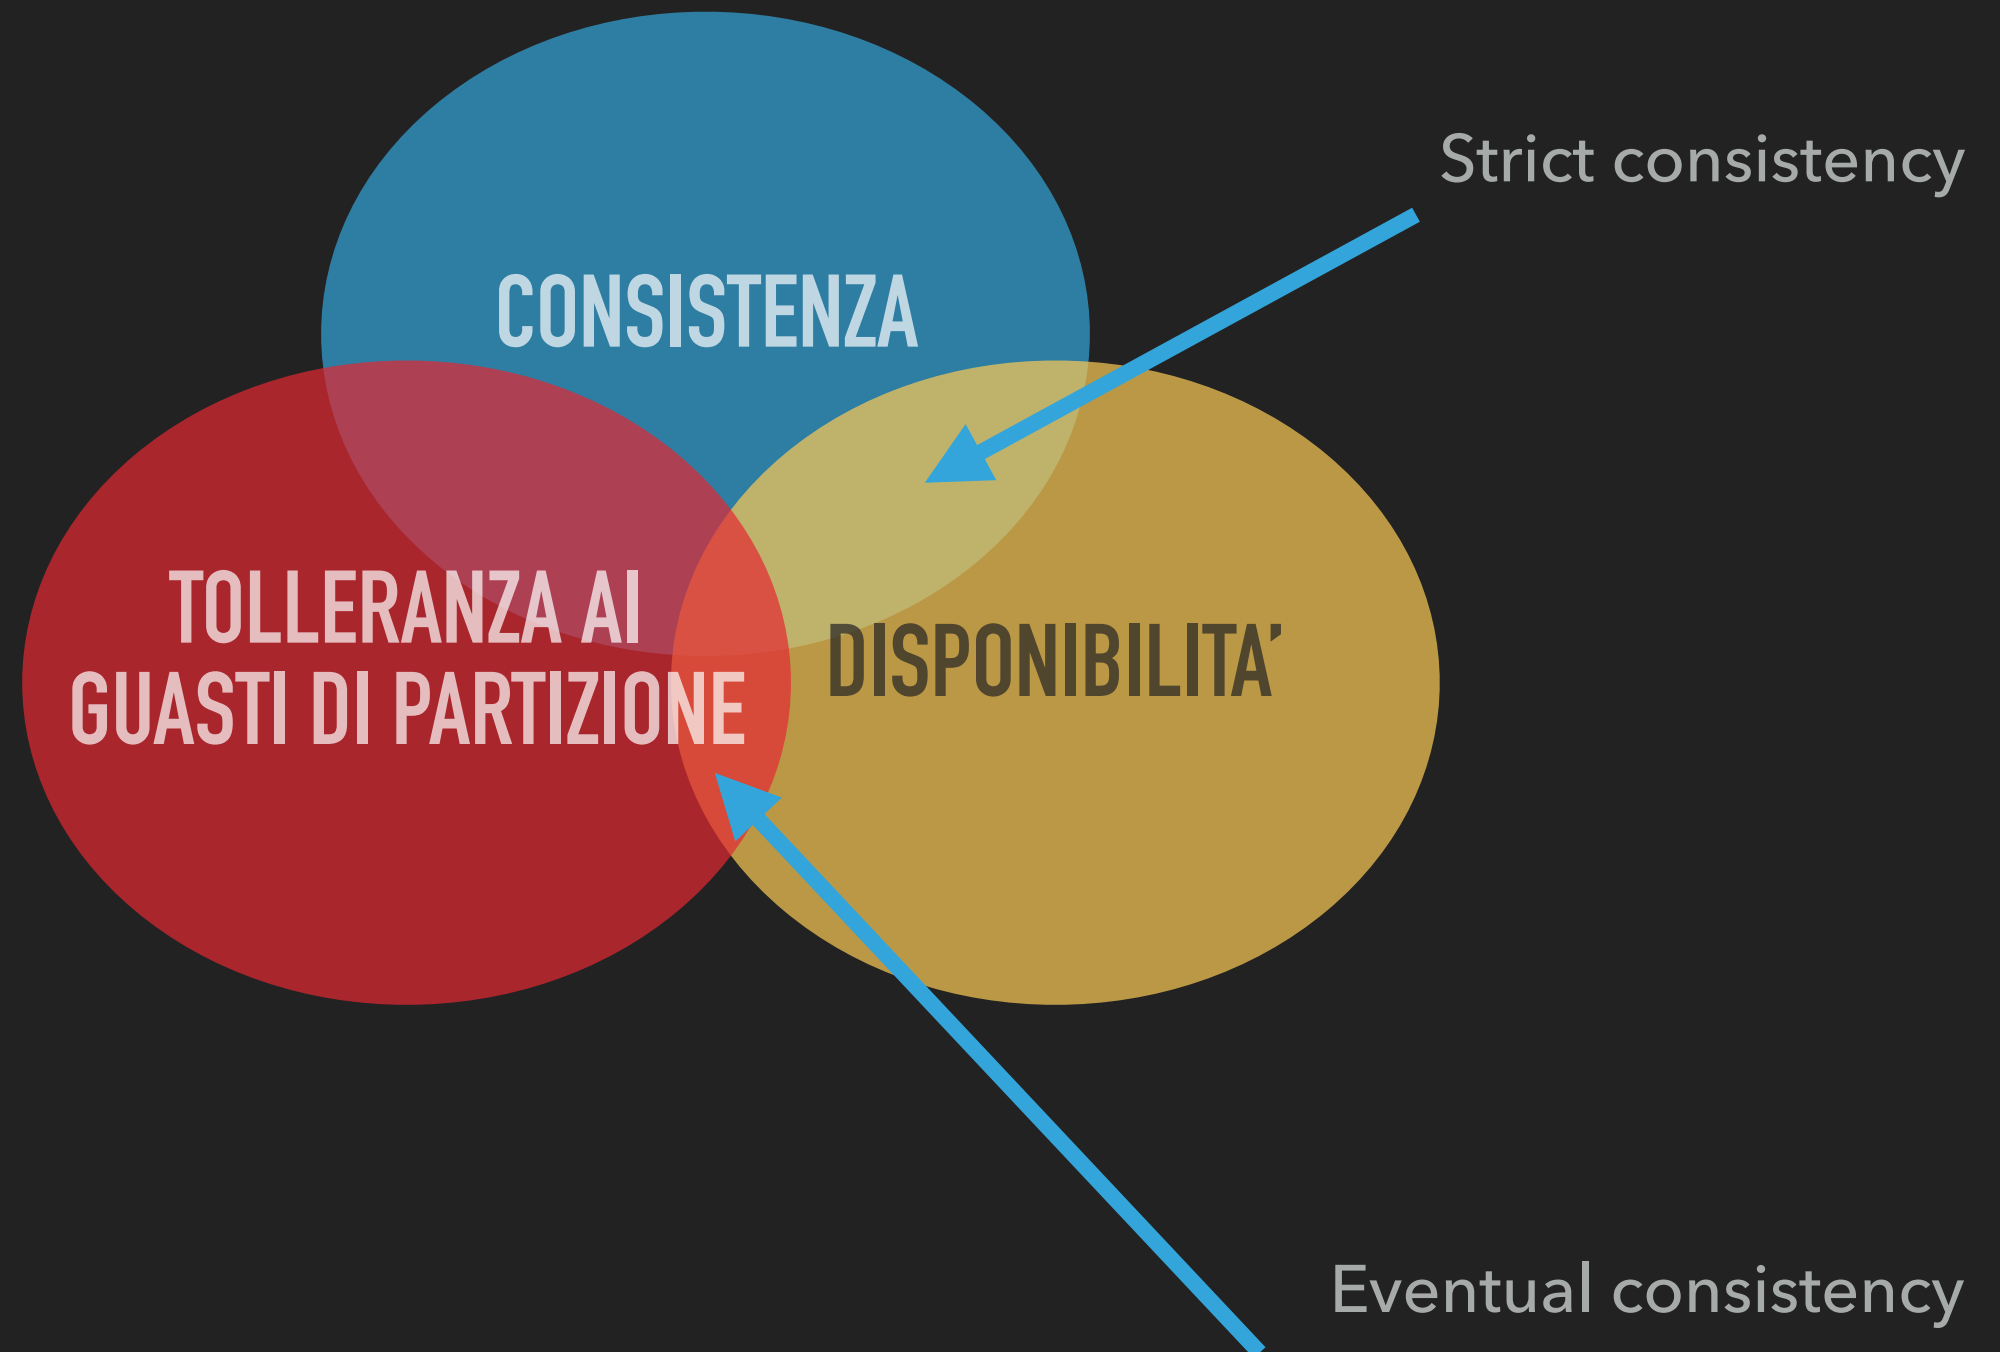 Strict consistency
CONSISTENZA
TOLLERANZA AI
GUASTI DI PARTIZIONE
DISPONIBILITA'
Eventual consistency